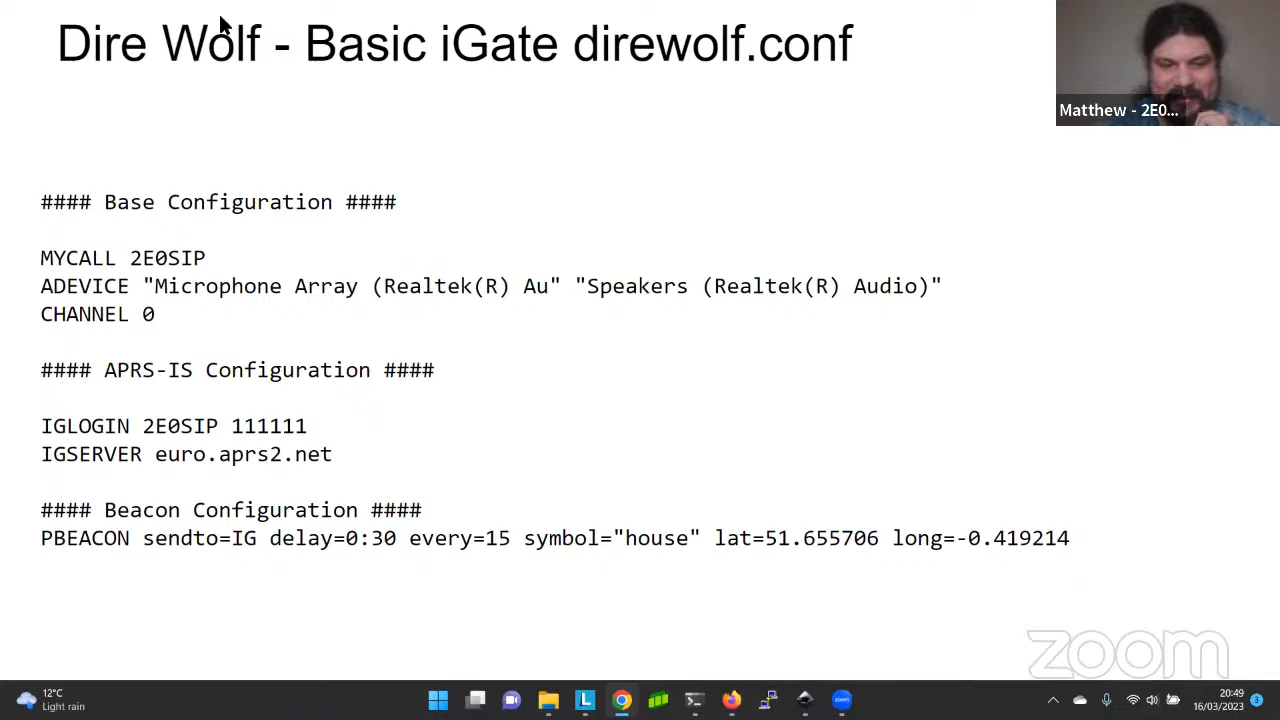 Dire Wolf - Basic iGate direwolf.conf
Matthew - 2E0...
#### Base Configuration ####
MYCALL 2E0SIP
ADEVICE "Microphone Array (Realtek(R) Au" "Speakers (Realtek(R) Audio)"
CHANNEL 0
#### APRS-IS Configuration ####
IGLOGIN 2E0SIP 111111
IGSERVER euro.aprs2.net
#### Beacon Configuration ####
PBEACON sendto=IG delay=0:30 every=15 symbol="house" lat=51.655706 long=-0.419214
zoom
12°C
Light rain
L
zoom
20:49
16/03/2023
3